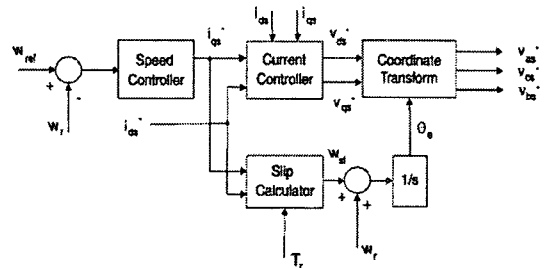 i_ds i_qs
i_qs* v_ds*
w_ref + - w_r
Speed
Controller
Current
Controller
Coordinate
Transform
v_as*
v_cs*
v_bs*
v_qs*
i_ds*
θ_e
Slip
Calculator
w_sl
+ +
1/s
T_r
w_r